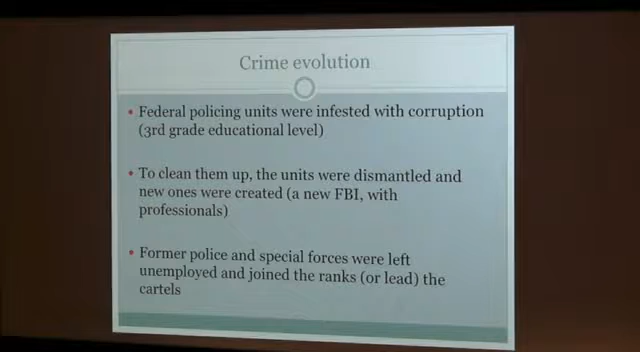 Crime evolution
• Federal policing units were infested with corruption
(3rd grade educational level)
• To clean them up, the units were dismantled and
new ones were created (a new FBI, with
professionals)
• Former police and special forces were left
unemployed and joined the ranks (or lead) the
cartels